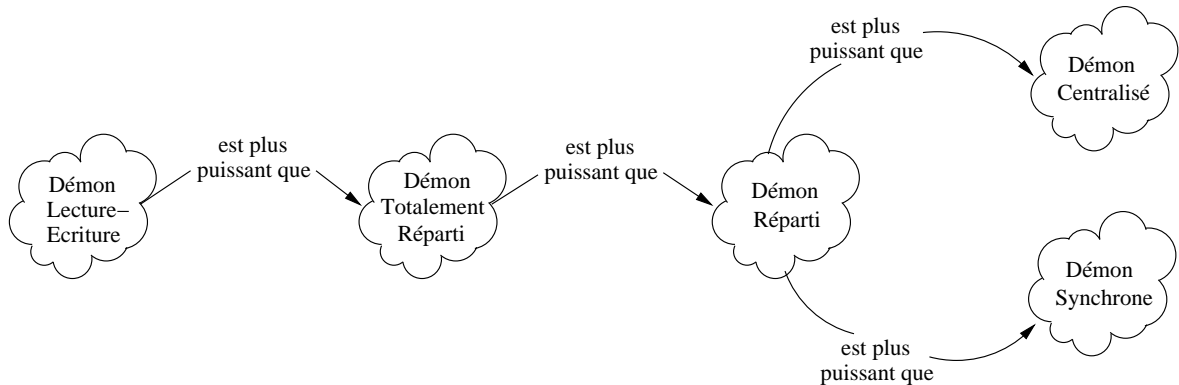 Démon
Lecture–
Ecriture
est plus
puissant que
Démon
Totalement
Réparti
est plus
puissant que
Démon
Réparti
est plus
puissant que
Démon
Centralisé
est plus
puissant que
Démon
Synchrone